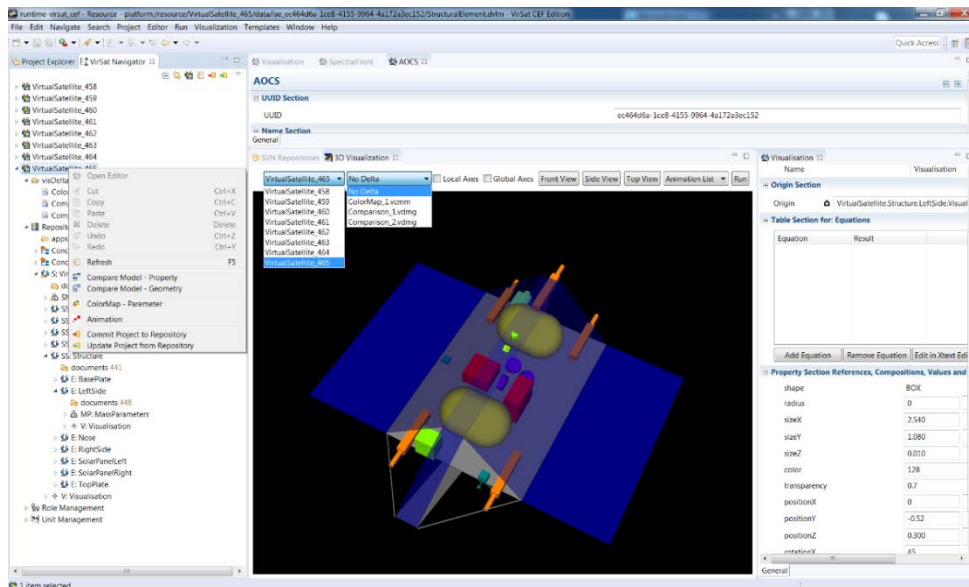 runtime-virsat_cef - Resource - platform:/resource/VirtualSatellite_465/data/ise_ec464d6a-1ce8-4155-9964-4a172a3ec152/StructuralElement.dvlm - VirSat CEF Edition
File Edit Navigate Search Project Editor Run Visualization Templates Window Help
Quick Access
Project Explorer VirSat Navigator
VirtualSatellite_458
VirtualSatellite_459
VirtualSatellite_460
VirtualSatellite_461
VirtualSatellite_462
VirtualSatellite_463
VirtualSatellite_464
visDelta
Open Editor
Cut Ctrl+X
Copy Ctrl+C
Paste Ctrl+V
Delete Delete
Undo Ctrl+Z
Redo Ctrl+Y
Refresh F5
Compare Model - Property
Compare Model - Geometry
ColorMap - Paremeter
Animation
Commit Project to Repository
Update Project from Repository
SS: Structure
documents 441
E: BasePlate
E: LeftSide
documents 448
MP: MassParameters
V: Visualisation
E: Nose
E: RightSide
E: SolarPanelLeft
E: SolarPanelRight
E: TopPlate
V: Visualisation
Role Management
Unit Management
1 item selected
Visualisation SpectralFront AOCS
AOCS
UUID Section
UUID ec464d6a-1ce8-4155-9964-4a172a3ec152
Name Section
General
SVN Repositories 3D Visualization
VirtualSatellite_465 No Delta Local Axes Global Axes Front View Side View Top View Animation List Run
VirtualSatellite_458 No Delta
VirtualSatellite_459 ColorMap_1.vcmm
VirtualSatellite_460 Comparison_1.vdmg
VirtualSatellite_461 Comparison_2.vdmg
VirtualSatellite_462
VirtualSatellite_463
VirtualSatellite_464
VirtualSatellite_465
Visualisation
Name Visualisation
Origin Section
Origin VirtualSatellite.Structure.LeftSide.Visual
Table Section for: Equations
Equation Result
Add Equation Remove Equation Edit in Xtext Edi
Property Section References, Compositions, Values and
shape BOX
radius 0
sizeX 2.540
sizeY 1.080
sizeZ 0.010
color 128
transparency 0.7
positionX 0
positionY -0.52
positionZ 0.300
rotationX 45
General